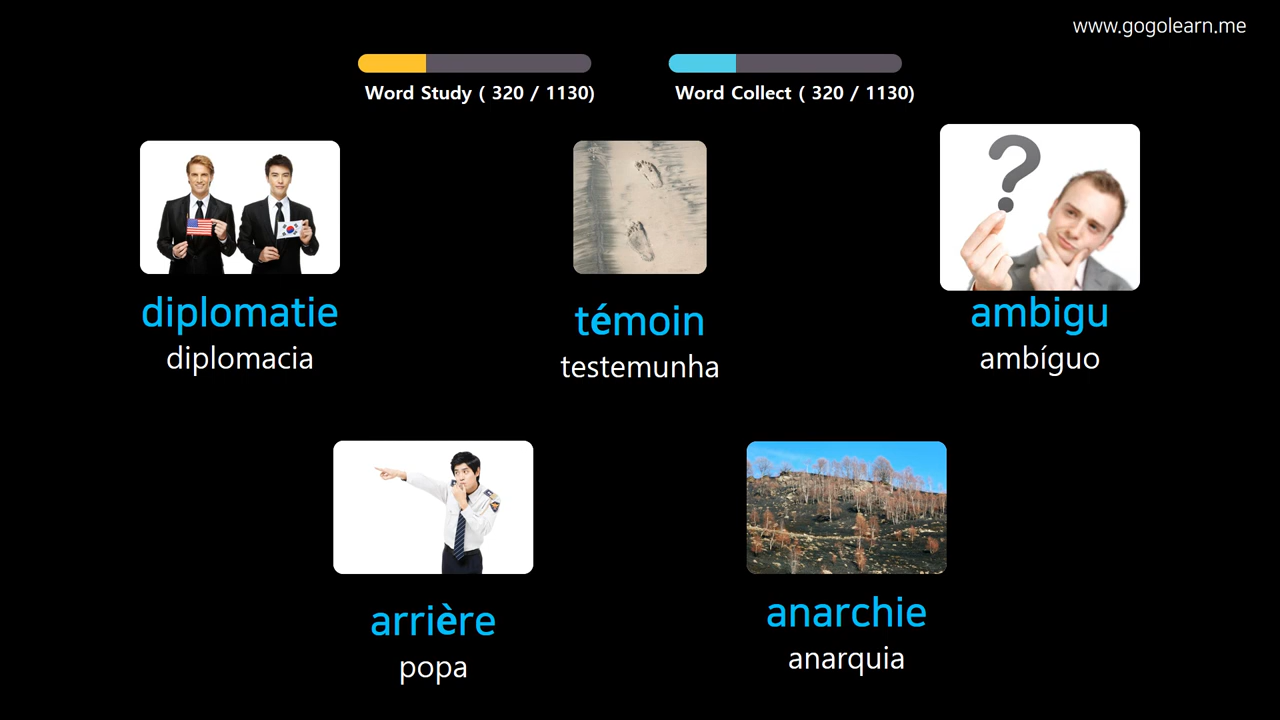 www.gogolearn.me
Word Study ( 320 / 1130)
Word Collect ( 320 / 1130)
diplomatie
diplomacia
témoin
testemunha
ambigu
ambíguo
arrière
popa
anarchie
anarquia